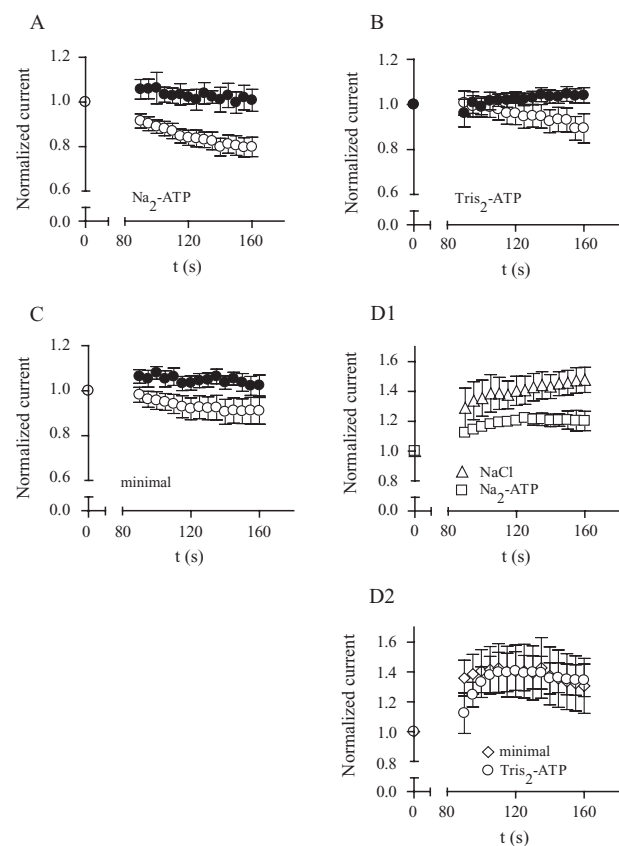 A
Normalized current
1.2
1.0
0.8
0.6
0.0
0 80 120 160
t (s)
Na2-ATP
B
Normalized current
1.2
1.0
0.8
0.6
0.0
0 80 120 160
t (s)
Tris2-ATP
C
Normalized current
1.2
1.0
0.8
0.6
0.0
0 80 120 160
t (s)
minimal
D1
Normalized current
1.6
1.4
1.2
1.0
0.8
0.0
0 80 120 160
t (s)
NaCl
Na2-ATP
D2
Normalized current
1.6
1.4
1.2
1.0
0.8
0.0
0 80 120 160
t (s)
minimal
Tris2-ATP